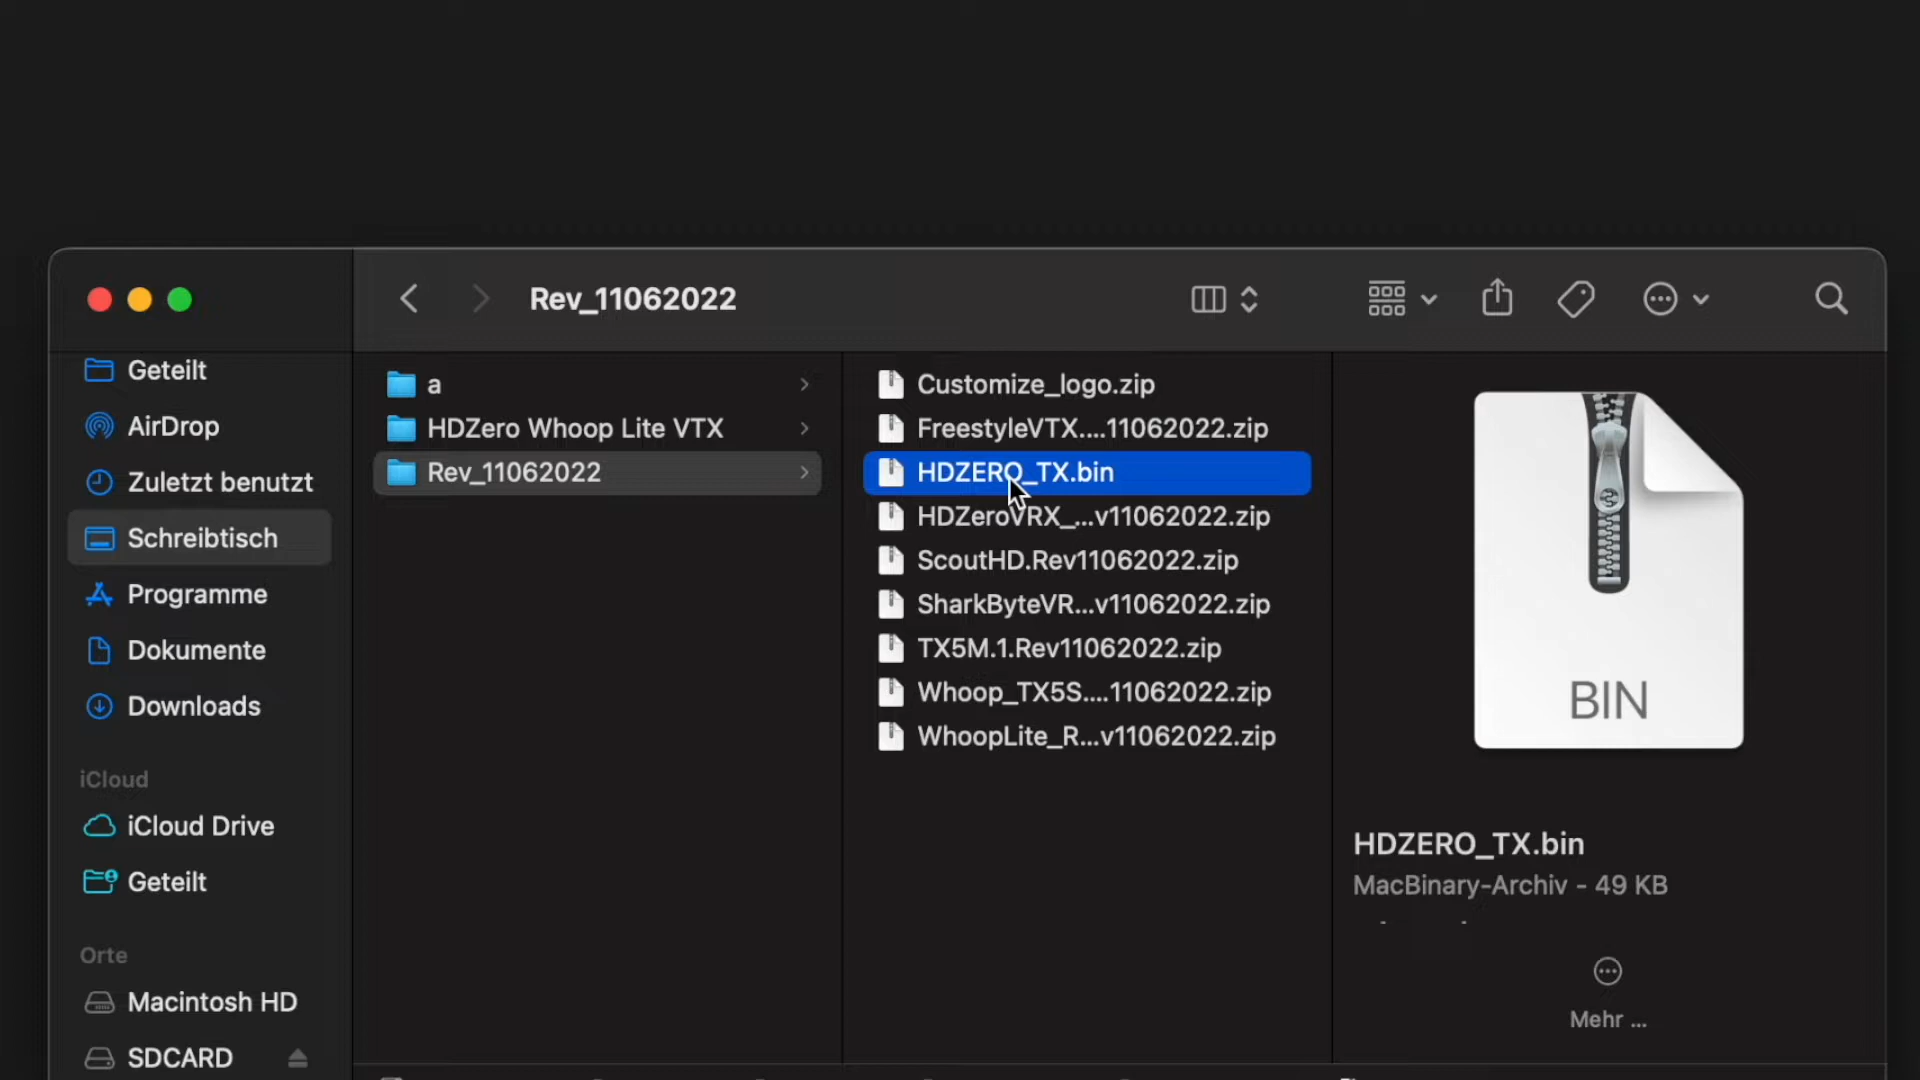 Rev_11062022
Geteilt
AirDrop
Zuletzt benutzt
Schreibtisch
Programme
Dokumente
Downloads
iCloud
iCloud Drive
Geteilt
Orte
Macintosh HD
SDCARD
a
HDZero Whoop Lite VTX
Rev_11062022
Customize_logo.zip
FreestyleVTX....11062022.zip
HDZERO_TX.bin
HDZeroVRX_...v11062022.zip
ScoutHD.Rev11062022.zip
SharkByteVR...v11062022.zip
TX5M.1.Rev11062022.zip
Whoop_TX5S....11062022.zip
WhoopLite_R...v11062022.zip
BIN
HDZERO_TX.bin
MacBinary-Archiv - 49 KB
Mehr ...